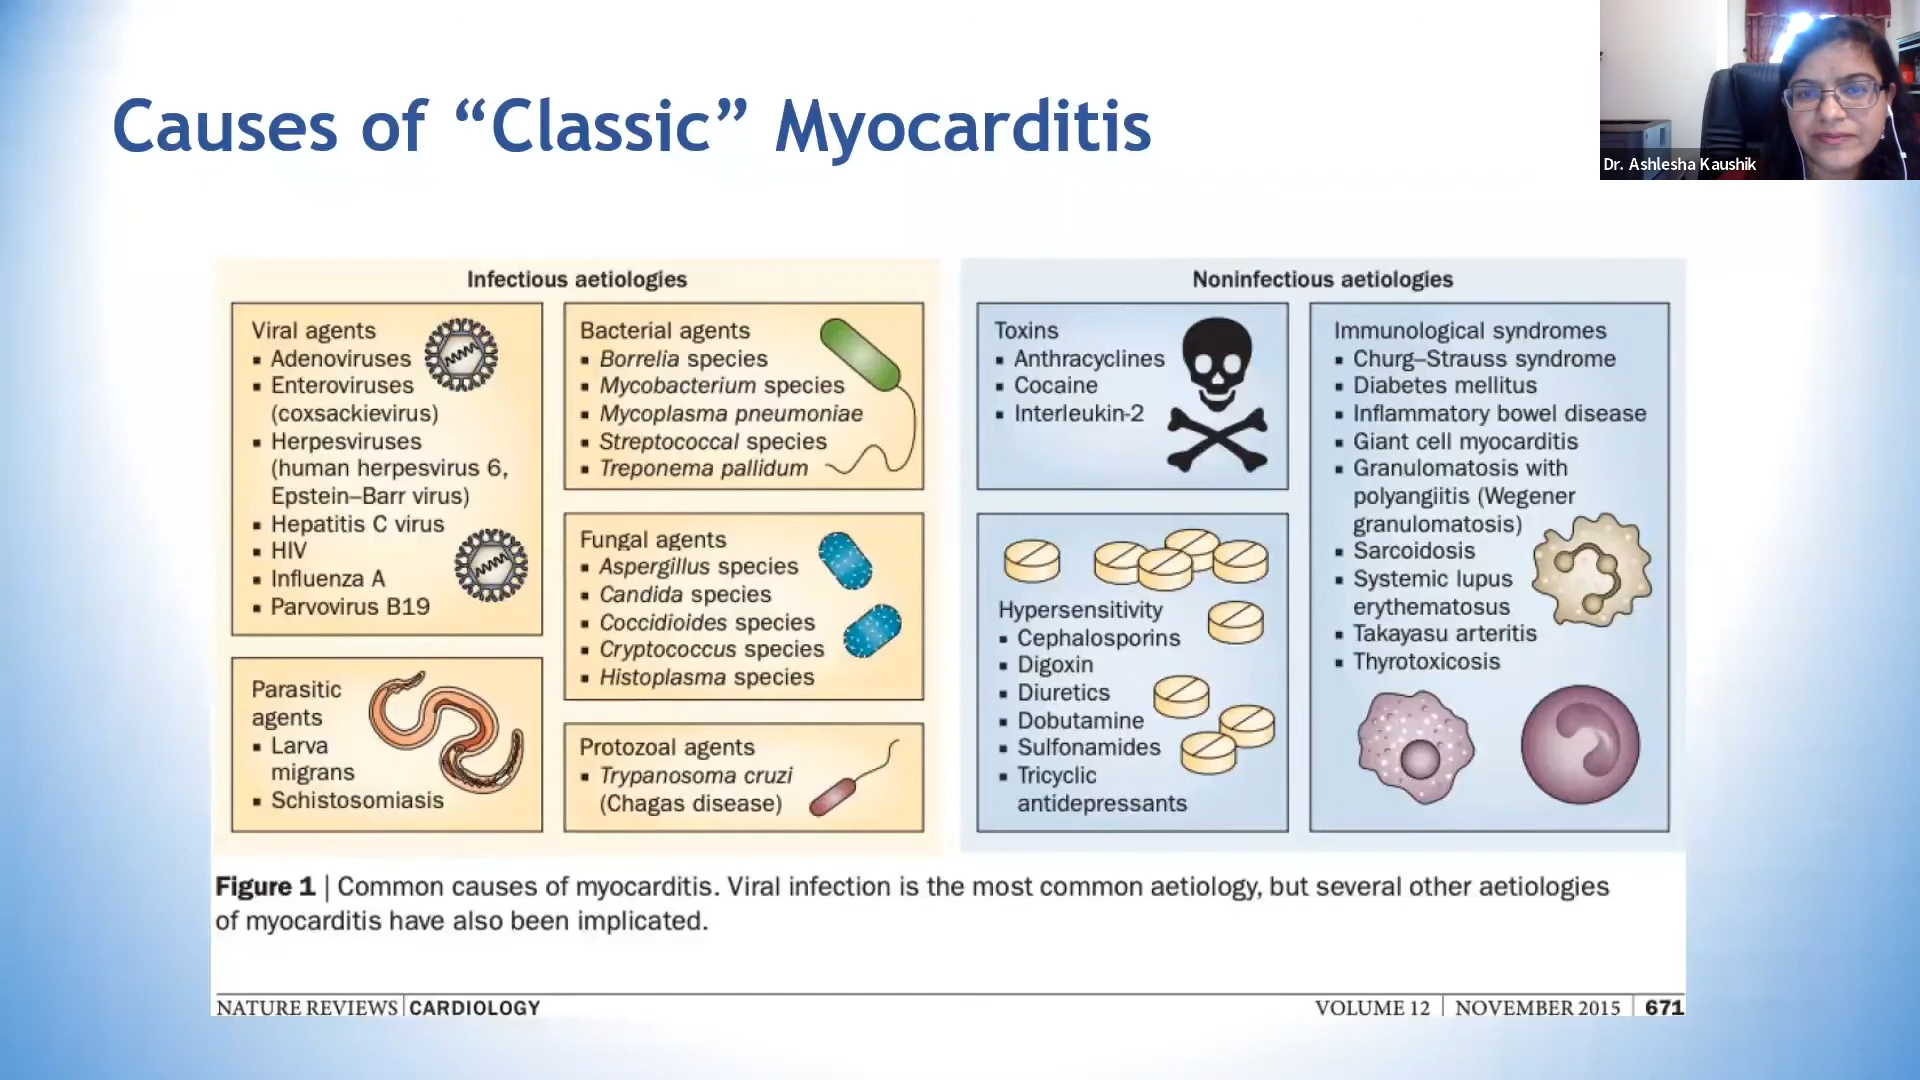 Causes of “Classic” Myocarditis
Dr. Ashlesha Kaushik
Infectious aetiologies
Viral agents
▪ Adenoviruses
▪ Enteroviruses
(coxsackievirus)
▪ Herpesviruses
(human herpesvirus 6,
Epstein–Barr virus)
▪ Hepatitis C virus
▪ HIV
▪ Influenza A
▪ Parvovirus B19
Parasitic
agents
▪ Larva
migrans
▪ Schistosomiasis
Bacterial agents
▪ Borrelia species
▪ Mycobacterium species
▪ Mycoplasma pneumoniae
▪ Streptococcal species
▪ Treponema pallidum
Fungal agents
▪ Aspergillus species
▪ Candida species
▪ Coccidioides species
▪ Cryptococcus species
▪ Histoplasma species
Protozoal agents
▪ Trypanosoma cruzi
(Chagas disease)
Noninfectious aetiologies
Toxins
▪ Anthracyclines
▪ Cocaine
▪ Interleukin-2
Hypersensitivity
▪ Cephalosporins
▪ Digoxin
▪ Diuretics
▪ Dobutamine
▪ Sulfonamides
▪ Tricyclic
antidepressants
Immunological syndromes
▪ Churg–Strauss syndrome
▪ Diabetes mellitus
▪ Inflammatory bowel disease
▪ Giant cell myocarditis
▪ Granulomatosis with
polyangiitis (Wegener
granulomatosis)
▪ Sarcoidosis
▪ Systemic lupus
erythematosus
▪ Takayasu arteritis
▪ Thyrotoxicosis
Figure 1 | Common causes of myocarditis. Viral infection is the most common aetiology, but several other aetiologies
of myocarditis have also been implicated.
NATURE REVIEWS | CARDIOLOGY
VOLUME 12 | NOVEMBER 2015 | 671